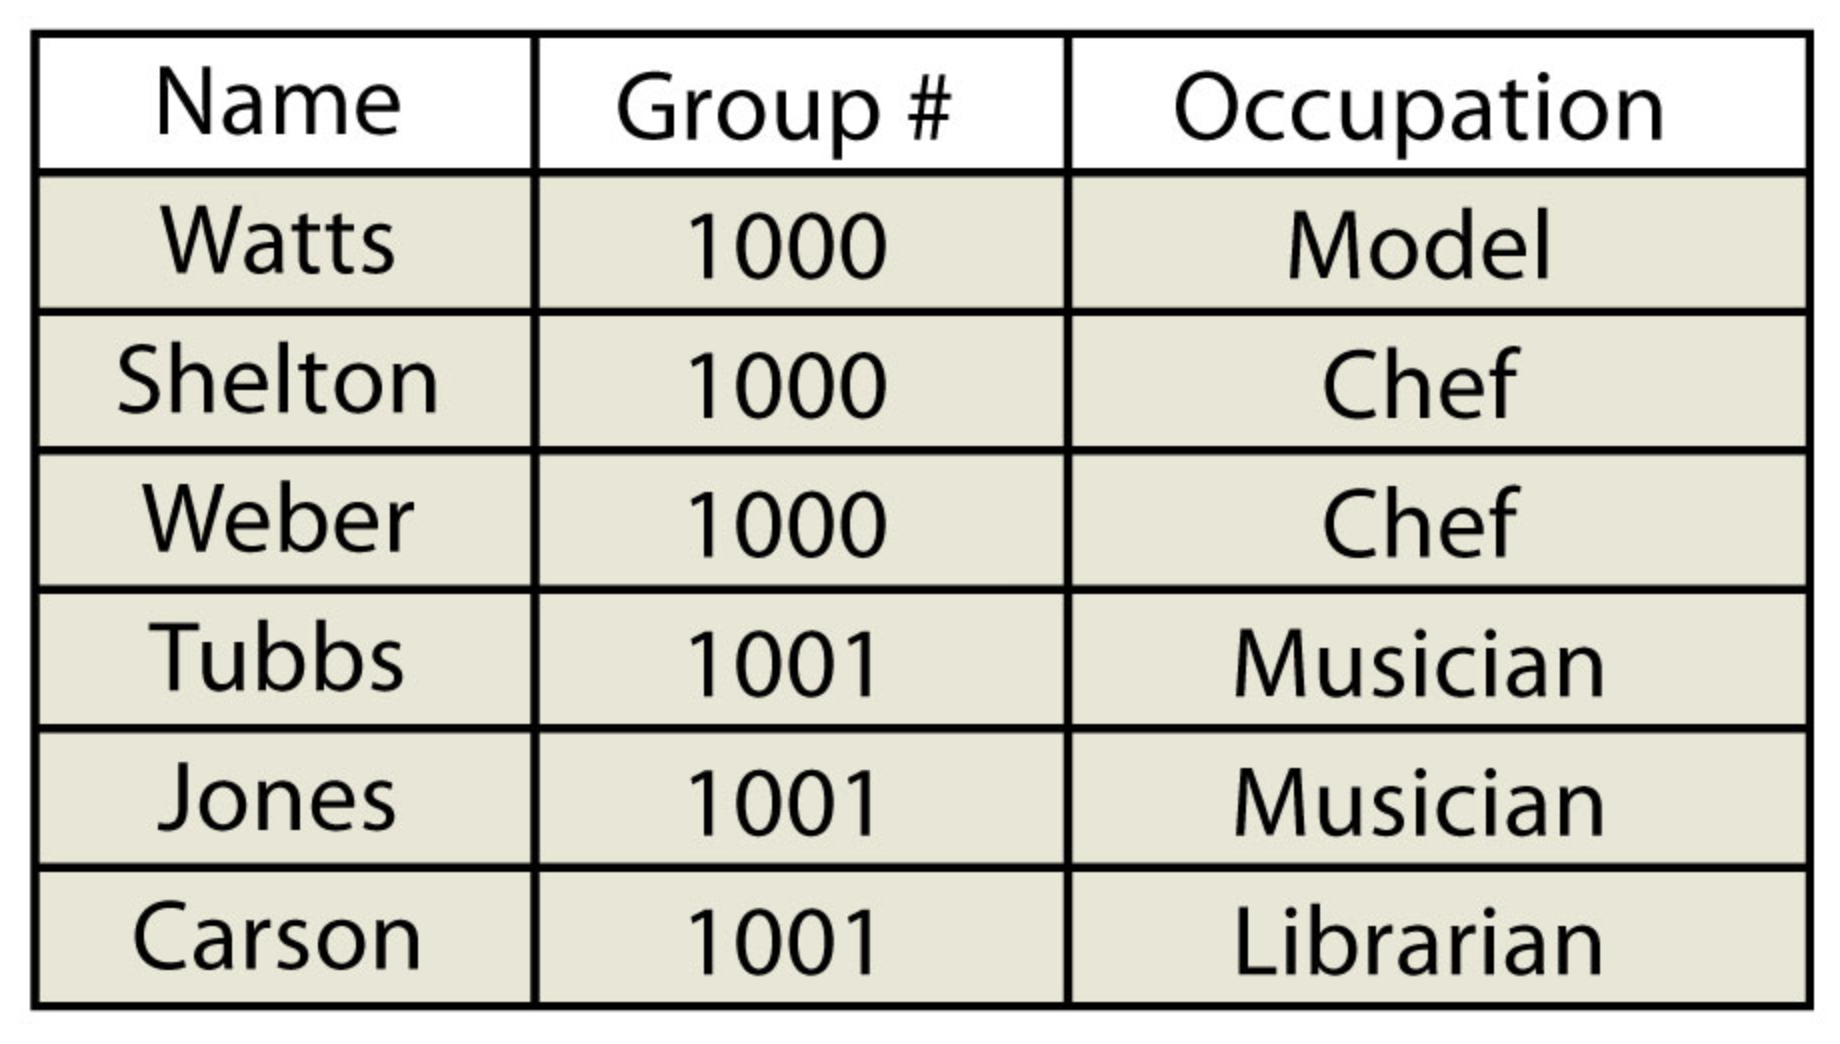 Name Group # Occupation
Watts 1000 Model
Shelton 1000 Chef
Weber 1000 Chef
Tubbs 1001 Musician
Jones 1001 Musician
Carson 1001 Librarian